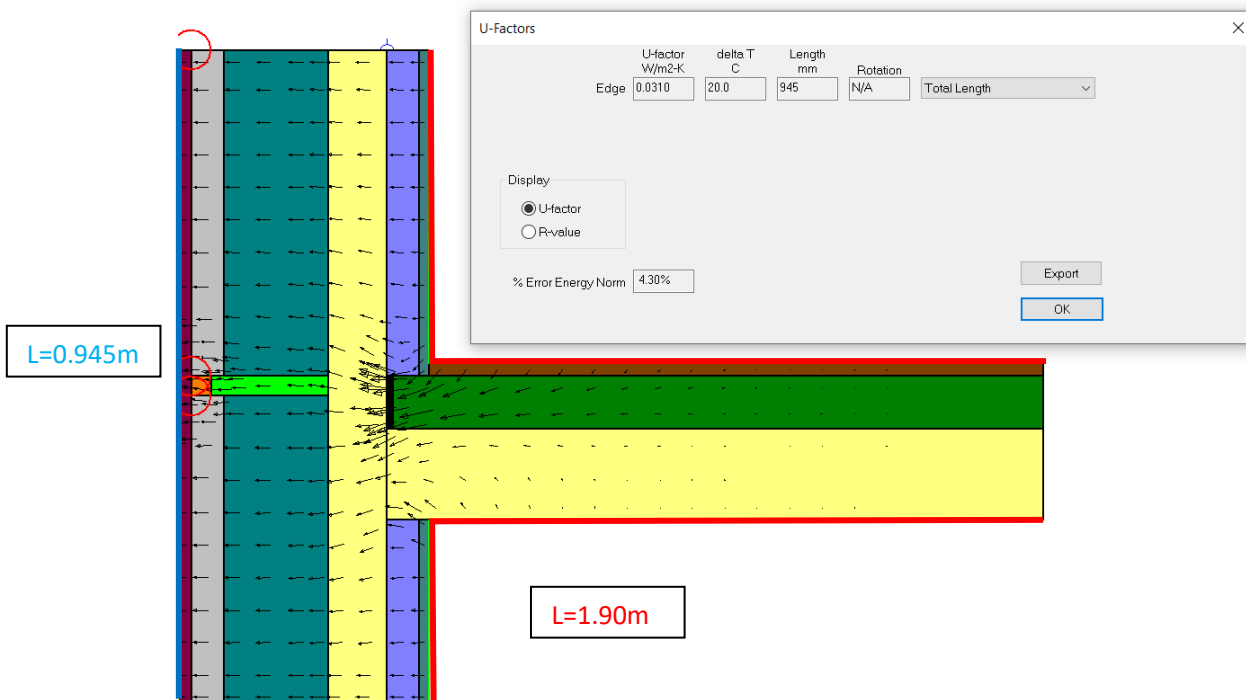 U-Factors
U-factor delta T Length
W/m2-K C mm Rotation
Edge 0.0310 20.0 945 N/A Total Length
Display
U-factor
R-value
% Error Energy Norm 4.30%
Export
OK
L=0.945m
L=1.90m